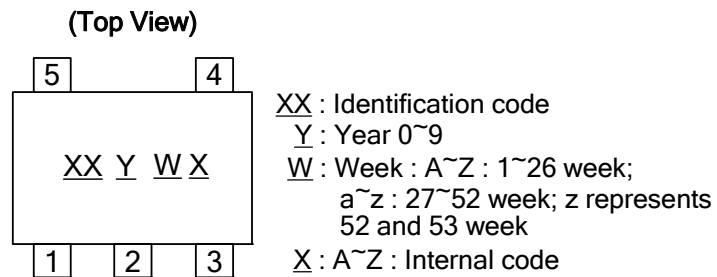 (Top View)
5 4
XX : Identification code
Y : Year 0~9
XX Y W X
W : Week : A~Z : 1~26 week;
a~z : 27~52 week; z represents
52 and 53 week
X : A~Z : Internal code
1 2 3